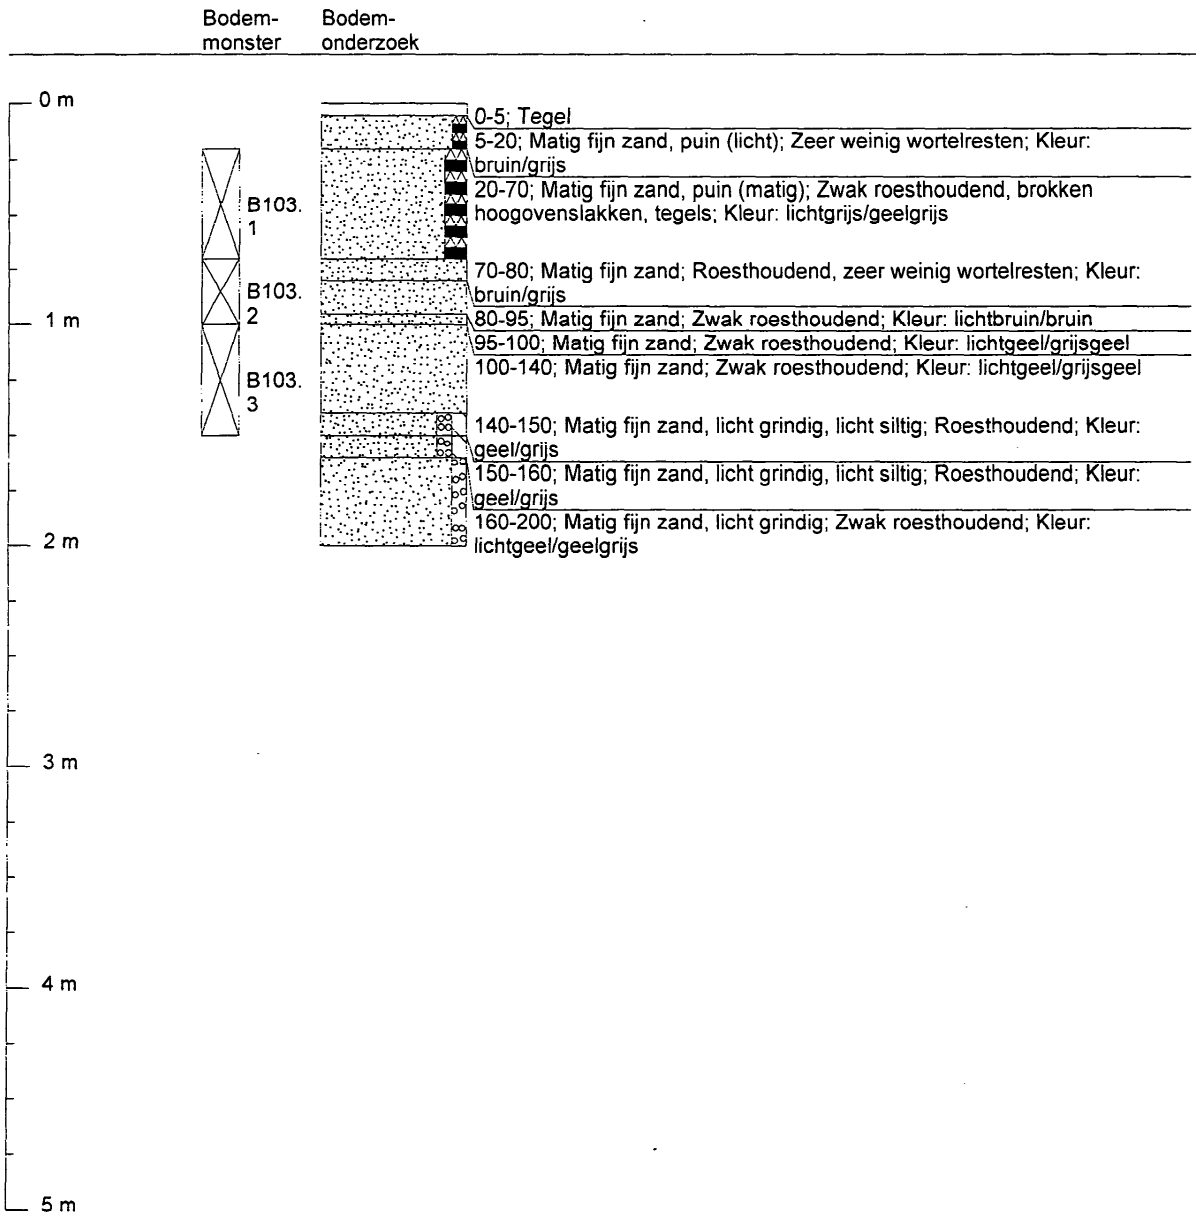 Bodem-
monster
Bodem-
onderzoek
0 m
0-5; Tegel
5-20; Matig fijn zand, puin (licht); Zeer weinig wortelresten; Kleur:
bruin/grijs
20-70; Matig fijn zand, puin (matig); Zwak roesthoudend, brokken
hoogovenslakken, tegels; Kleur: lichtgrijs/geelgrijs
B103.
1
70-80; Matig fijn zand; Roesthoudend, zeer weinig wortelresten; Kleur:
bruin/grijs
B103.
2
1 m
80-95; Matig fijn zand; Zwak roesthoudend; Kleur: lichtbruin/bruin
95-100; Matig fijn zand; Zwak roesthoudend; Kleur: lichtgeel/grijsgeel
100-140; Matig fijn zand; Zwak roesthoudend; Kleur: lichtgeel/grijsgeel
B103.
3
140-150; Matig fijn zand, licht grindig, licht siltig; Roesthoudend; Kleur:
geel/grijs
150-160; Matig fijn zand, licht grindig, licht siltig; Roesthoudend; Kleur:
geel/grijs
160-200; Matig fijn zand, licht grindig; Zwak roesthoudend; Kleur:
lichtgeel/geelgrijs
2 m
3 m
4 m
5 m